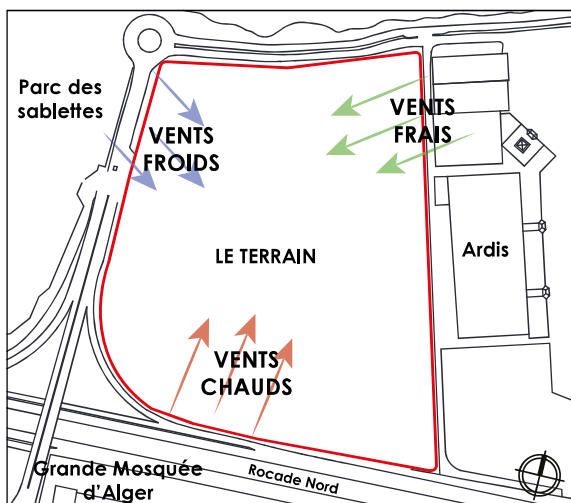 Parc des
sablettes
VENTS
FROIDS
VENTS
FRAIS
LE TERRAIN
Ardis
VENTS
CHAUDS
Grande Mosquée
d'Alger
Rocade Nord